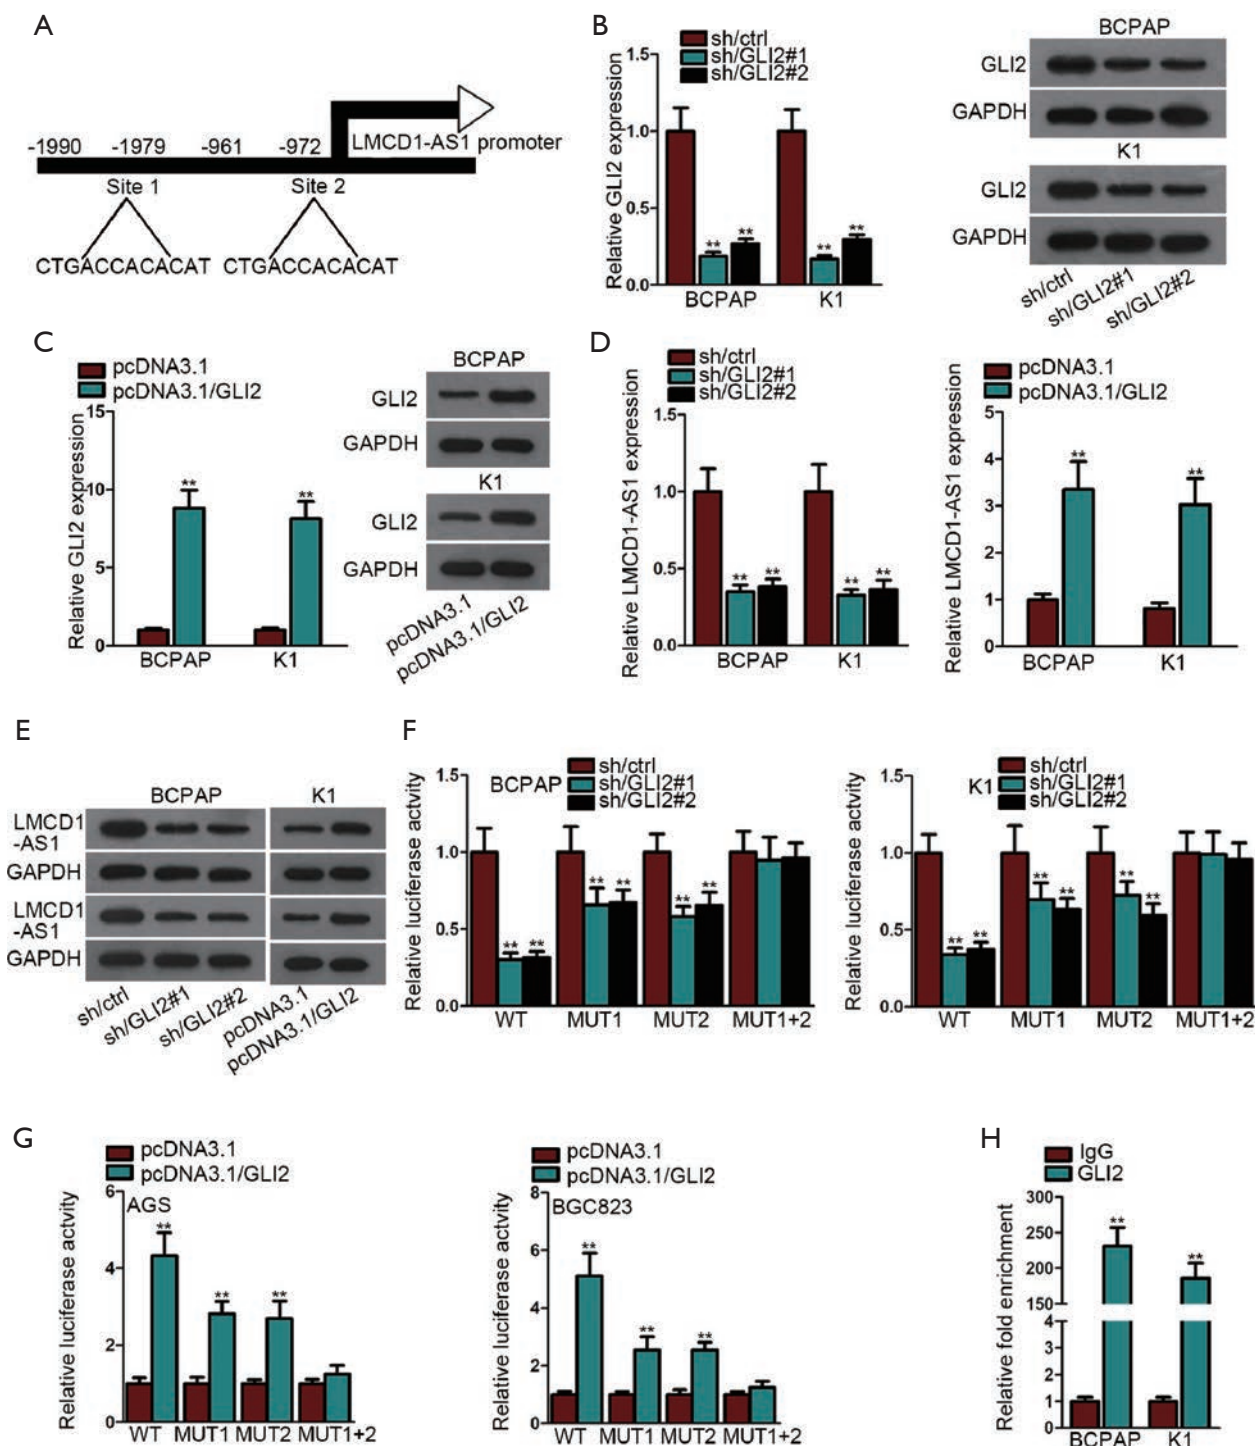 A
-1990 -1979 -961 -972 LMCD1-AS1 promoter
Site 1 Site 2
CTGACCACACAT CTGACCACACAT
B
sh/ctrl
sh/GLI2#1
sh/GLI2#2
Relative GLI2 expression
1.5
1.0
0.5
0.0
BCPAP K1
**
**
**
**
BCPAP
GLI2
GAPDH
K1
GLI2
GAPDH
sh/ctrl
sh/GLI2#1
sh/GLI2#2
C
pcDNA3.1
pcDNA3.1/GLI2
Relative GLI2 expression
15
10
5
0
**
**
BCPAP K1
BCPAP
GLI2
GAPDH
K1
GLI2
GAPDH
pcDNA3.1
pcDNA3.1/GLI2
D
sh/ctrl
sh/GLI2#1
sh/GLI2#2
Relative LMCD1-AS1 expression
1.5
1.0
0.5
0.0
** ** ** **
BCPAP K1
pcDNA3.1
pcDNA3.1/GLI2
Relative LMCD1-AS1 expression
5
4
3
2
1
0
**
**
BCPAP K1
E
BCPAP K1
LMCD1
-AS1
GAPDH
LMCD1
-AS1
GAPDH
sh/ctrl
sh/GLI2#1
sh/GLI2#2
pcDNA3.1
pcDNA3.1/GLI2
F
BCPAP
sh/ctrl
sh/GLI2#1
sh/GLI2#2
Relative luciferase actvity
1.5
1.0
0.5
0.0
** ** ** ** ** **
WT MUT1 MUT2 MUT1+2
K1
sh/ctrl
sh/GLI2#1
sh/GLI2#2
Relative luciferase actvity
1.5
1.0
0.5
0.0
** ** ** ** ** **
WT MUT1 MUT2 MUT1+2
G
pcDNA3.1
pcDNA3.1/GLI2
AGS
Relative luciferase actvity
6
4
2
0
** ** **
WT MUT1 MUT2 MUT1+2
pcDNA3.1
pcDNA3.1/GLI2
BGC823
Relative luciferase actvity
8
6
4
2
0
** ** **
WT MUT1 MUT2 MUT1+2
H
IgG
GLI2
Relative fold enrichment
300
250
200
150
4
3
2
1
0
**
**
BCPAP K1